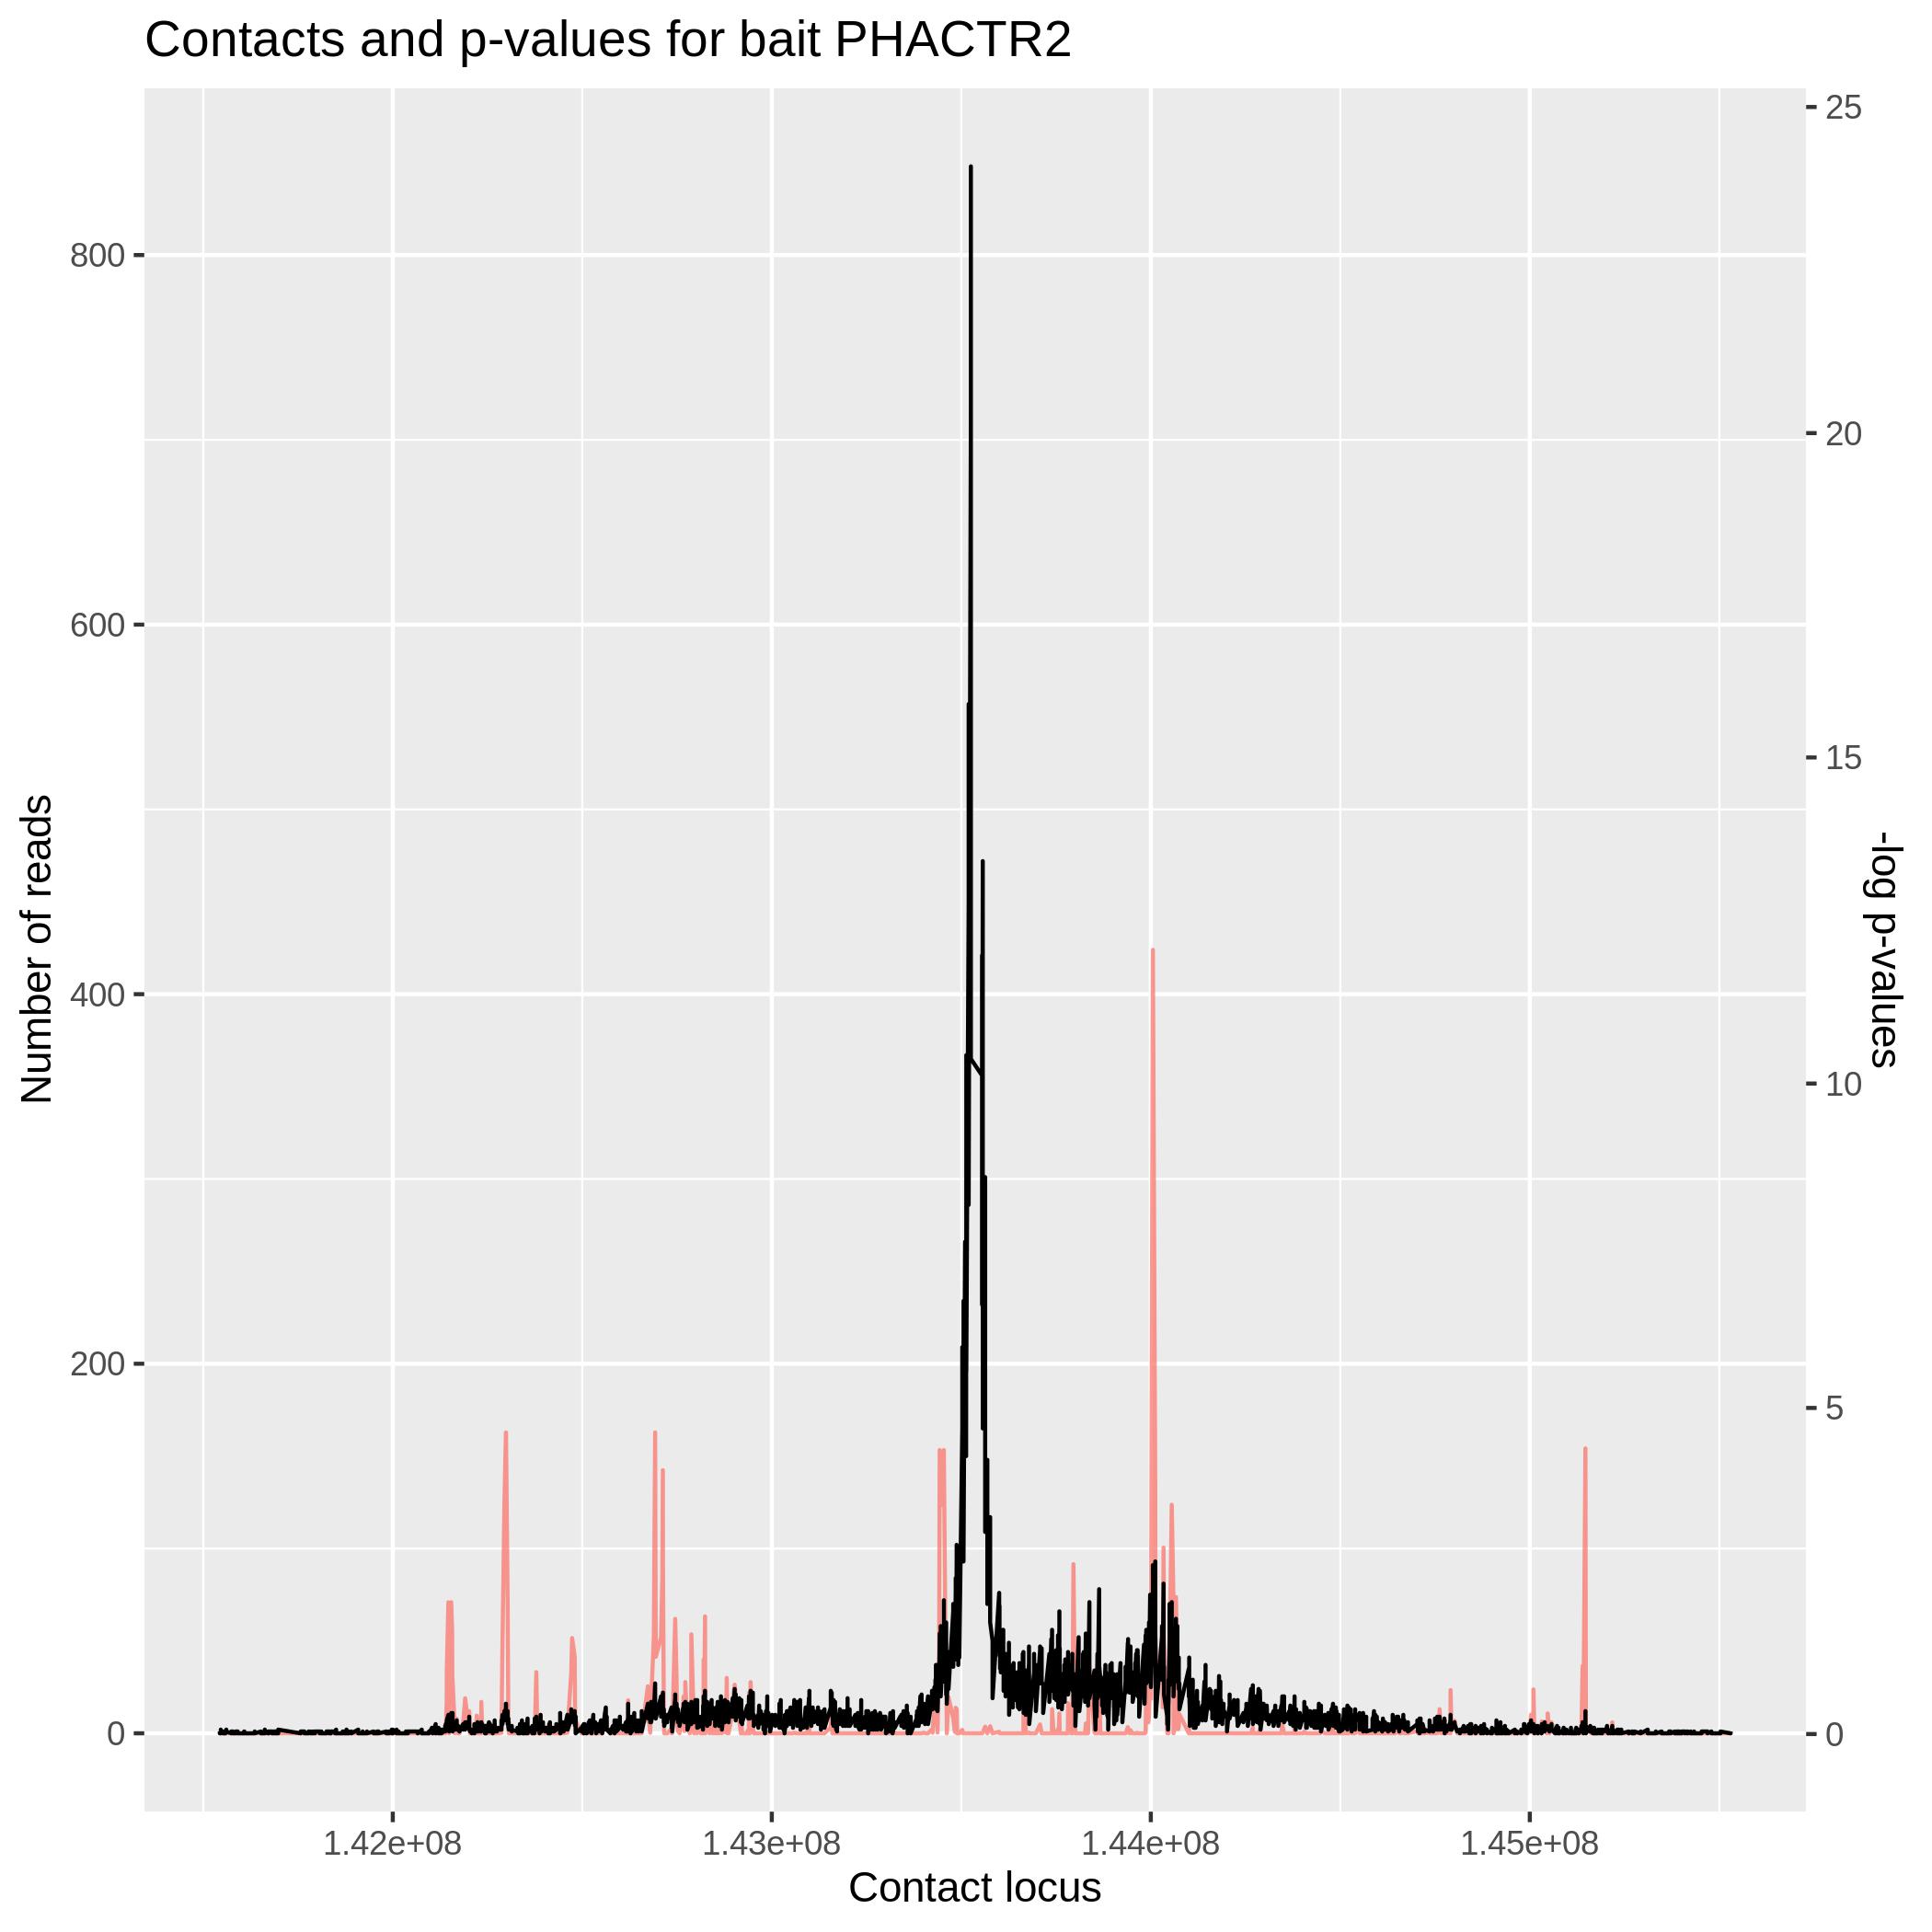 Contacts and p-values for bait PHACTR2
25
800
20
600
15
Number of reads
-log p-values
400
10
200
5
0
0
1.42e+08
1.43e+08
1.44e+08
1.45e+08
Contact locus